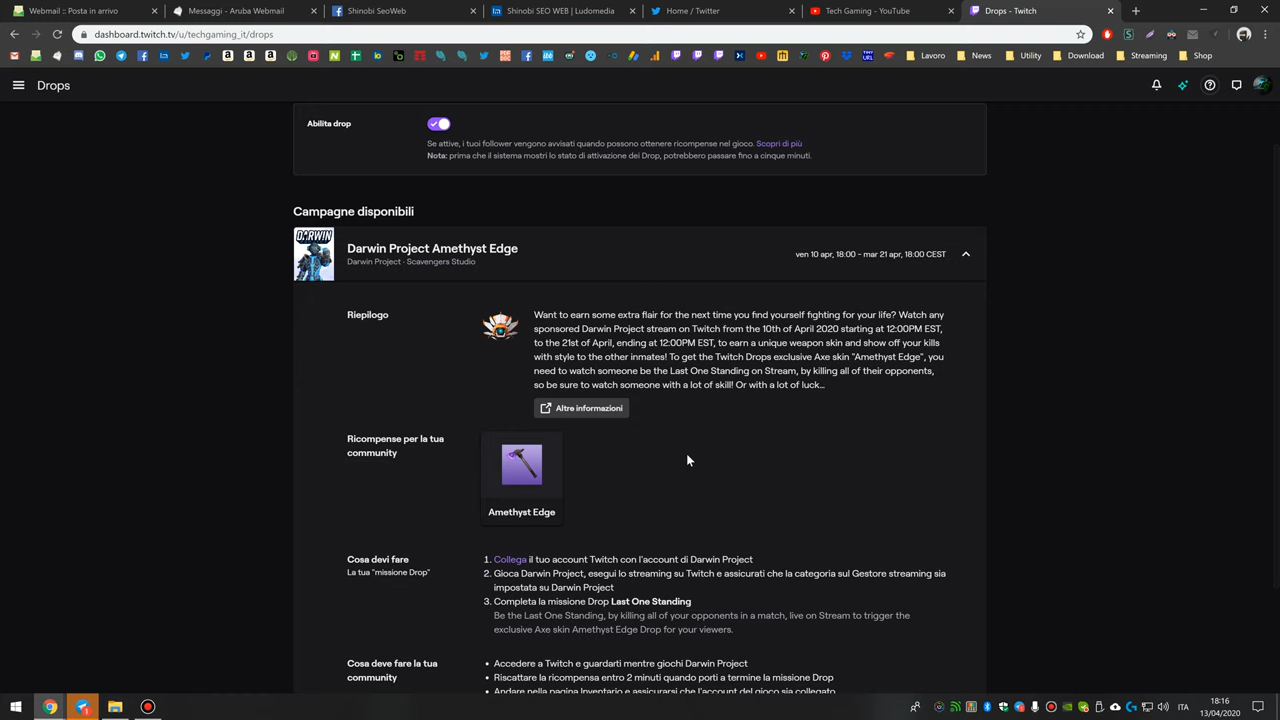 Webmail :: Posta in arrivo
Messaggi - Aruba Webmail
Shinobi SeoWeb
Shinobi SEO WEB | Ludomedia
Home / Twitter
Tech Gaming - YouTube
Drops - Twitch
dashboard.twitch.tv/u/techgaming_it/drops
Lavoro
News
Utility
Download
Streaming
Shop
Drops
Abilita drop
Se attive, i tuoi follower vengono avvisati quando possono ottenere ricompense nel gioco. Scopri di più
Nota: prima che il sistema mostri lo stato di attivazione dei Drop, potrebbero passare fino a cinque minuti.
Campagne disponibili
DARWIN
Darwin Project Amethyst Edge
Darwin Project · Scavengers Studio
ven 10 apr, 18:00 - mar 21 apr, 18:00 CEST
Riepilogo
Want to earn some extra flair for the next time you find yourself fighting for your life? Watch any
sponsored Darwin Project stream on Twitch from the 10th of April 2020 starting at 12:00PM EST,
to the 21st of April, ending at 12:00PM EST, to earn a unique weapon skin and show off your kills
with style to the other inmates! To get the Twitch Drops exclusive Axe skin "Amethyst Edge", you
need to watch someone be the Last One Standing on Stream, by killing all of their opponents,
so be sure to watch someone with a lot of skill! Or with a lot of luck...
Altre informazioni
Ricompense per la tua
community
Amethyst Edge
Cosa devi fare
La tua "missione Drop"
1. Collega il tuo account Twitch con l'account di Darwin Project
2. Gioca Darwin Project, esegui lo streaming su Twitch e assicurati che la categoria sul Gestore streaming sia
impostata su Darwin Project
3. Completa la missione Drop Last One Standing
Be the Last One Standing, by killing all of your opponents in a match, live on Stream to trigger the
exclusive Axe skin Amethyst Edge Drop for your viewers.
Cosa deve fare la tua
community
• Accedere a Twitch e guardarti mentre giochi Darwin Project
• Riscattare la ricompensa entro 2 minuti quando porti a termine la missione Drop
• Andare nella pagina Inventario e assicurarsi che l'account del gioco sia collegato
ITA
18:16
13/04/2020